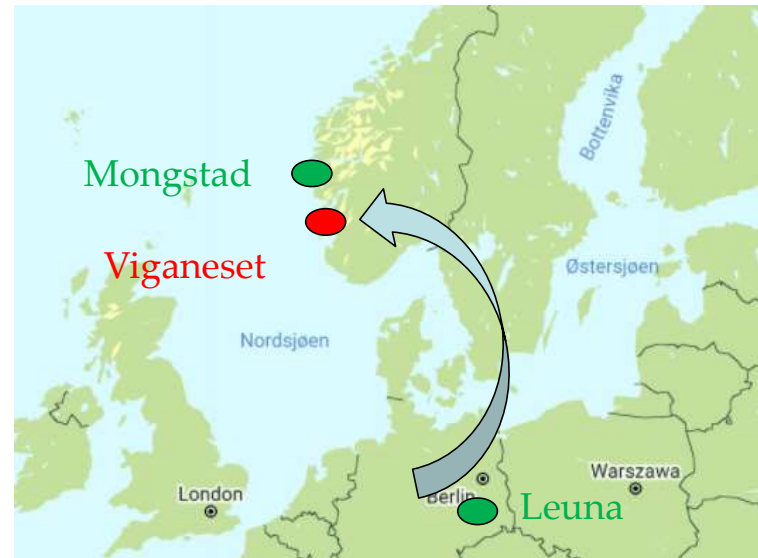 Bottenvika
Mongstad
Viganeset
Østersjøen
Nordsjøen
Warszawa
London
Berlin
Leuna